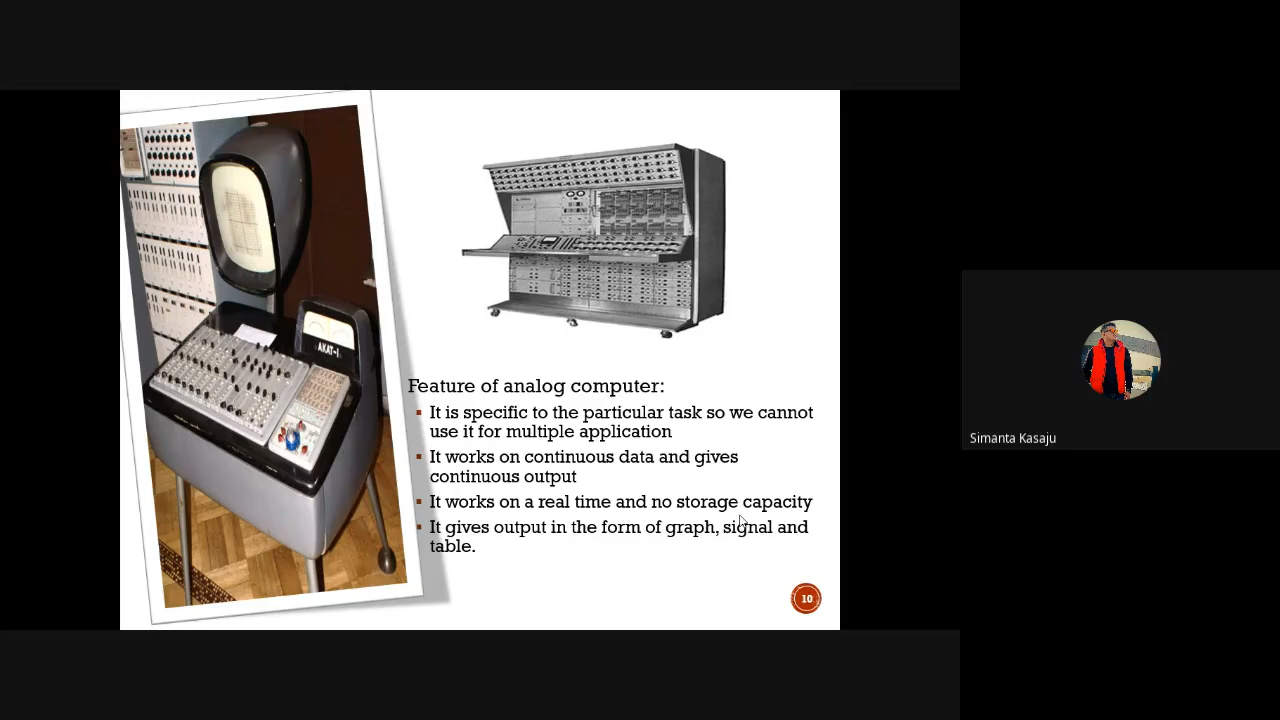 AKAT-I
Feature of analog computer:
It is specific to the particular task so we cannot
use it for multiple application
It works on continuous data and gives
continuous output
It works on a real time and no storage capacity
It gives output in the form of graph, signal and
table.
10
Simanta Kasaju